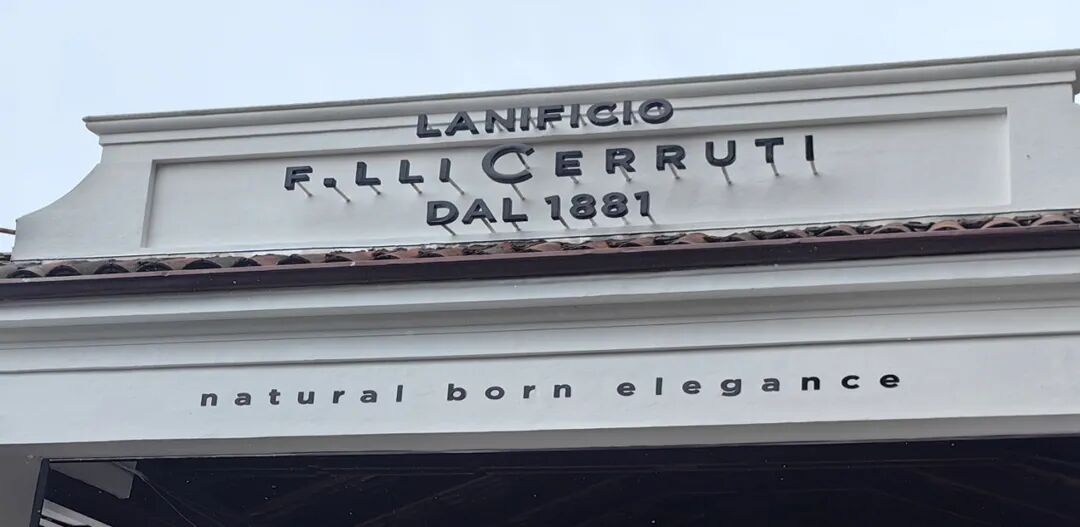 LANIFICIO
F.LLI CERRUTI
DAL 1881
natural born elegance